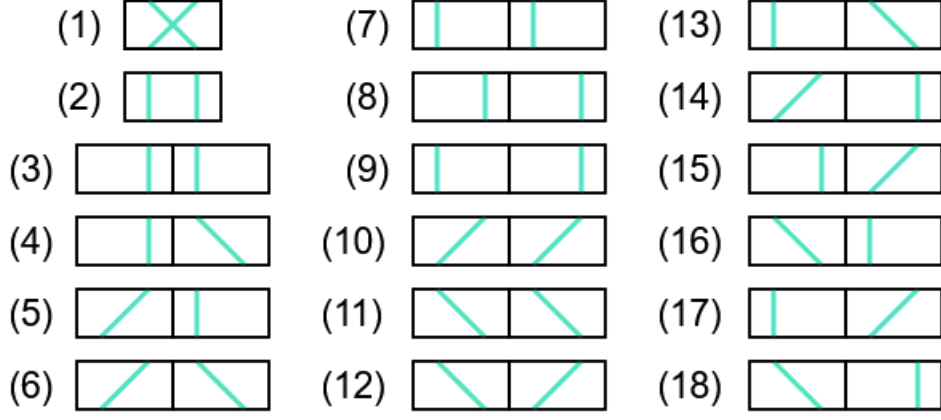 (1) (7) (13)
(2) (8) (14)
(3) (9) (15)
(4) (10) (16)
(5) (11) (17)
(6) (12) (18)